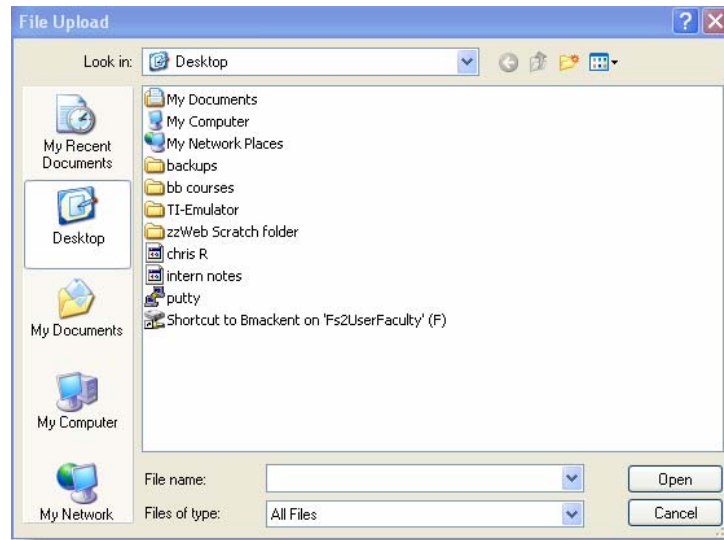 File Upload
Look in:
Desktop
My Recent
Documents
Desktop
My Documents
My Computer
My Network
My Documents
My Computer
My Network Places
backups
bb courses
TI-Emulator
zzWeb Scratch folder
chris R
intern notes
putty
Shortcut to Bmackent on 'Fs2UserFaculty' (F)
File name:
Open
Files of type:
All Files
Cancel